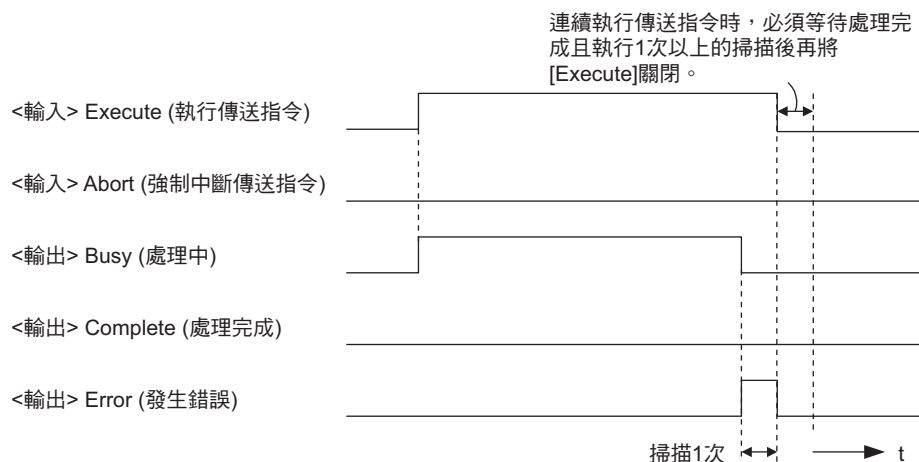 連續執行傳送指令時，必須等待處理完
成且執行1次以上的掃描後再將
[Execute]關閉。
<輸入> Execute (執行傳送指令)
<輸入> Abort (強制中斷傳送指令)
<輸出> Busy (處理中)
<輸出> Complete (處理完成)
<輸出> Error (發生錯誤)
掃描1次
t